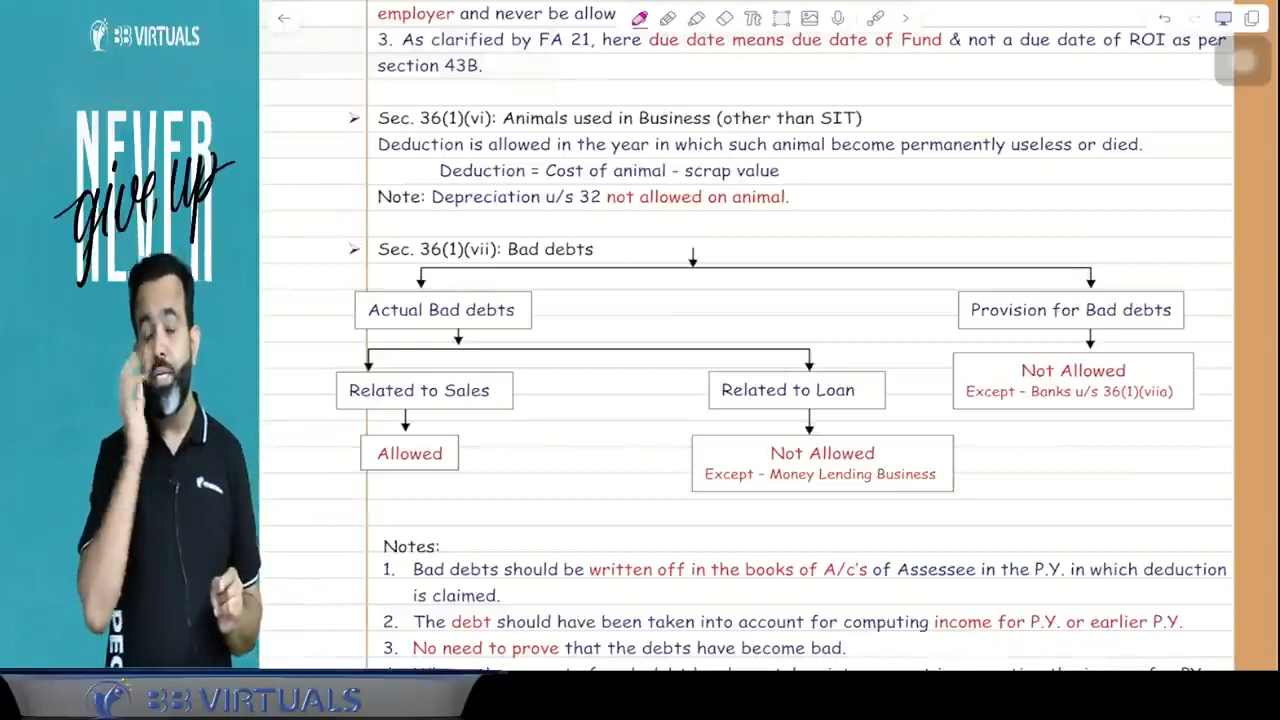 BB VIRTUALS
NEVER
give up
NEVER
employer and never be allow
3. As clarified by FA 21, here due date means due date of Fund & not a due date of ROI as per
section 43B.
➢ Sec. 36(1)(vi): Animals used in Business (other than SIT)
Deduction is allowed in the year in which such animal become permanently useless or died.
Deduction = Cost of animal - scrap value
Note: Depreciation u/s 32 not allowed on animal.
➢ Sec. 36(1)(vii): Bad debts
Actual Bad debts
Provision for Bad debts
Related to Sales
Related to Loan
Not Allowed
Except - Banks u/s 36(1)(viia)
Allowed
Not Allowed
Except - Money Lending Business
Notes:
1. Bad debts should be written off in the books of A/c's of Assessee in the P.Y. in which deduction
is claimed.
2. The debt should have been taken into account for computing income for P.Y. or earlier P.Y.
3. No need to prove that the debts have become bad.
BB VIRTUALS